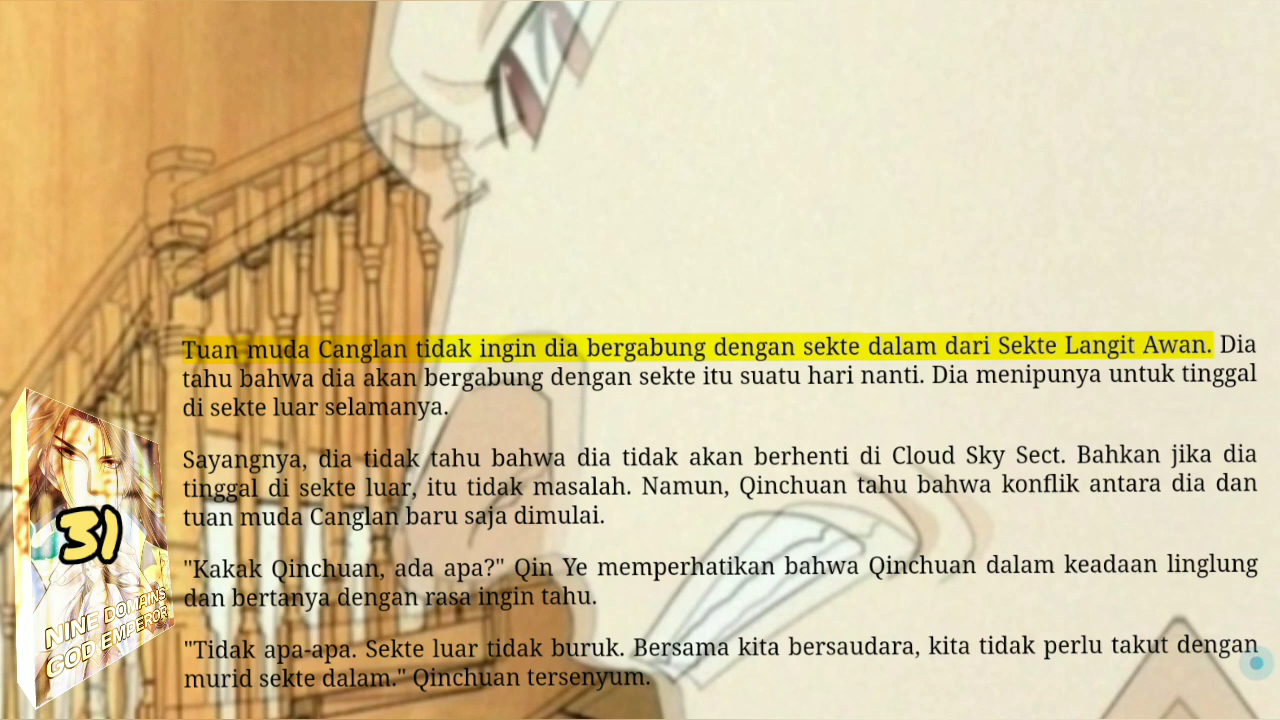 Tuan muda Canglan tidak ingin dia bergabung dengan sekte dalam dari Sekte Langit Awan. Dia
tahu bahwa dia akan bergabung dengan sekte itu suatu hari nanti. Dia menipunya untuk tinggal
di sekte luar selamanya.
Sayangnya, dia tidak tahu bahwa dia tidak akan berhenti di Cloud Sky Sect. Bahkan jika dia
tinggal di sekte luar, itu tidak masalah. Namun, Qinchuan tahu bahwa konflik antara dia dan
tuan muda Canglan baru saja dimulai.
"Kakak Qinchuan, ada apa?" Qin Ye memperhatikan bahwa Qinchuan dalam keadaan linglung
dan bertanya dengan rasa ingin tahu.
"Tidak apa-apa. Sekte luar tidak buruk. Bersama kita bersaudara, kita tidak perlu takut dengan
murid sekte dalam." Qinchuan tersenyum.
31
NINE DOMAINS
GOD EMPEROR